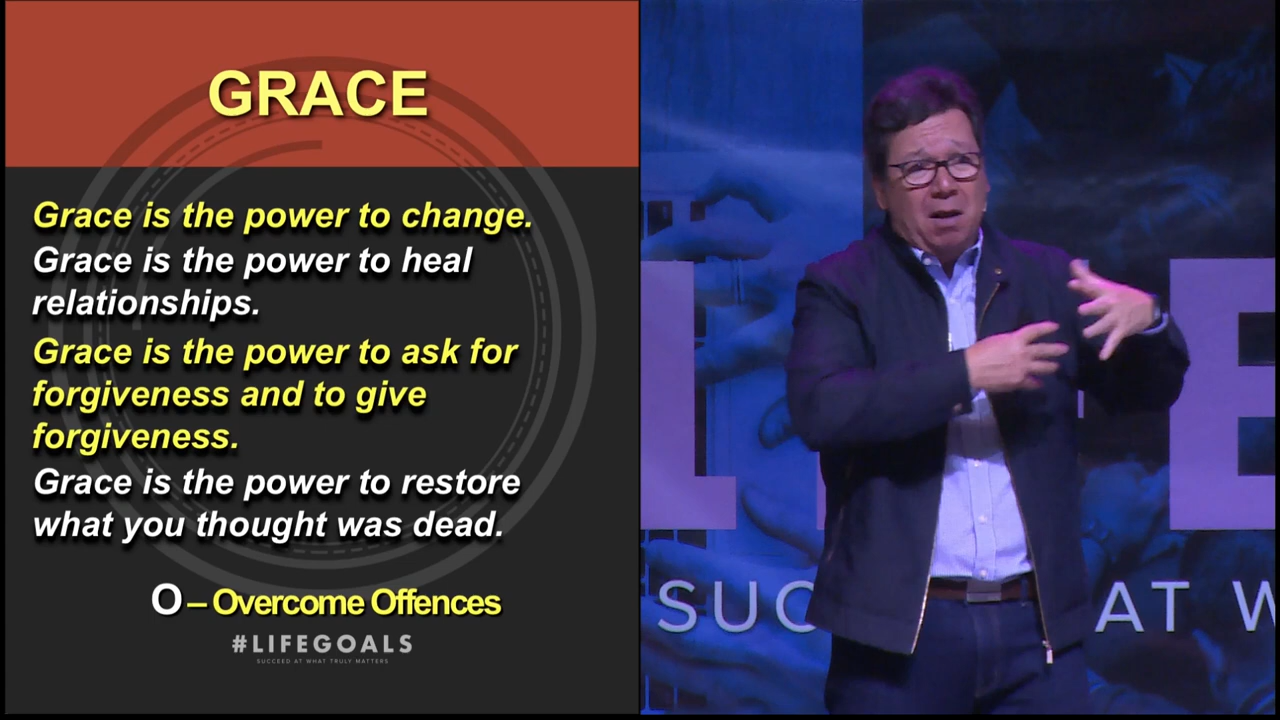 GRACE
Grace is the power to change.
Grace is the power to heal
relationships.
Grace is the power to ask for
forgiveness and to give
forgiveness.
Grace is the power to restore
what you thought was dead.
O – Overcome Offences
#LIFEGOALS
SUCCEED AT WHAT TRULY MATTERS
E
SUC AT W